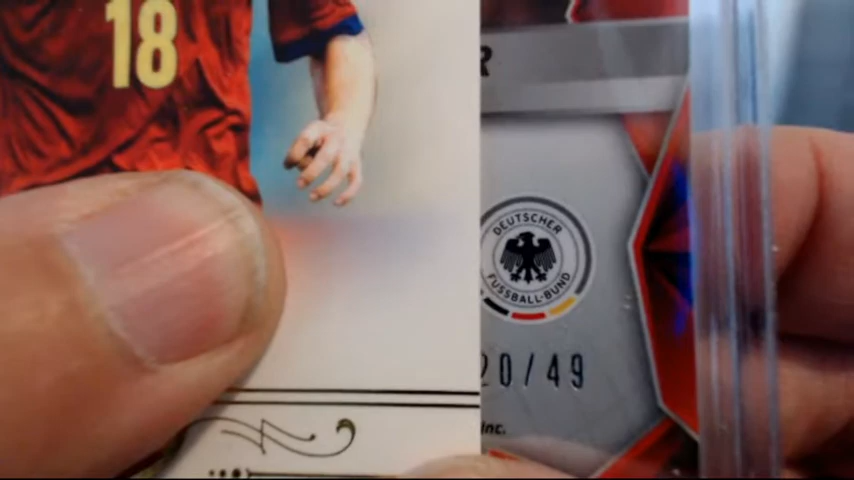 18
R
DEUTSCHER
FUSSBALL-BUND
20/49
Inc.